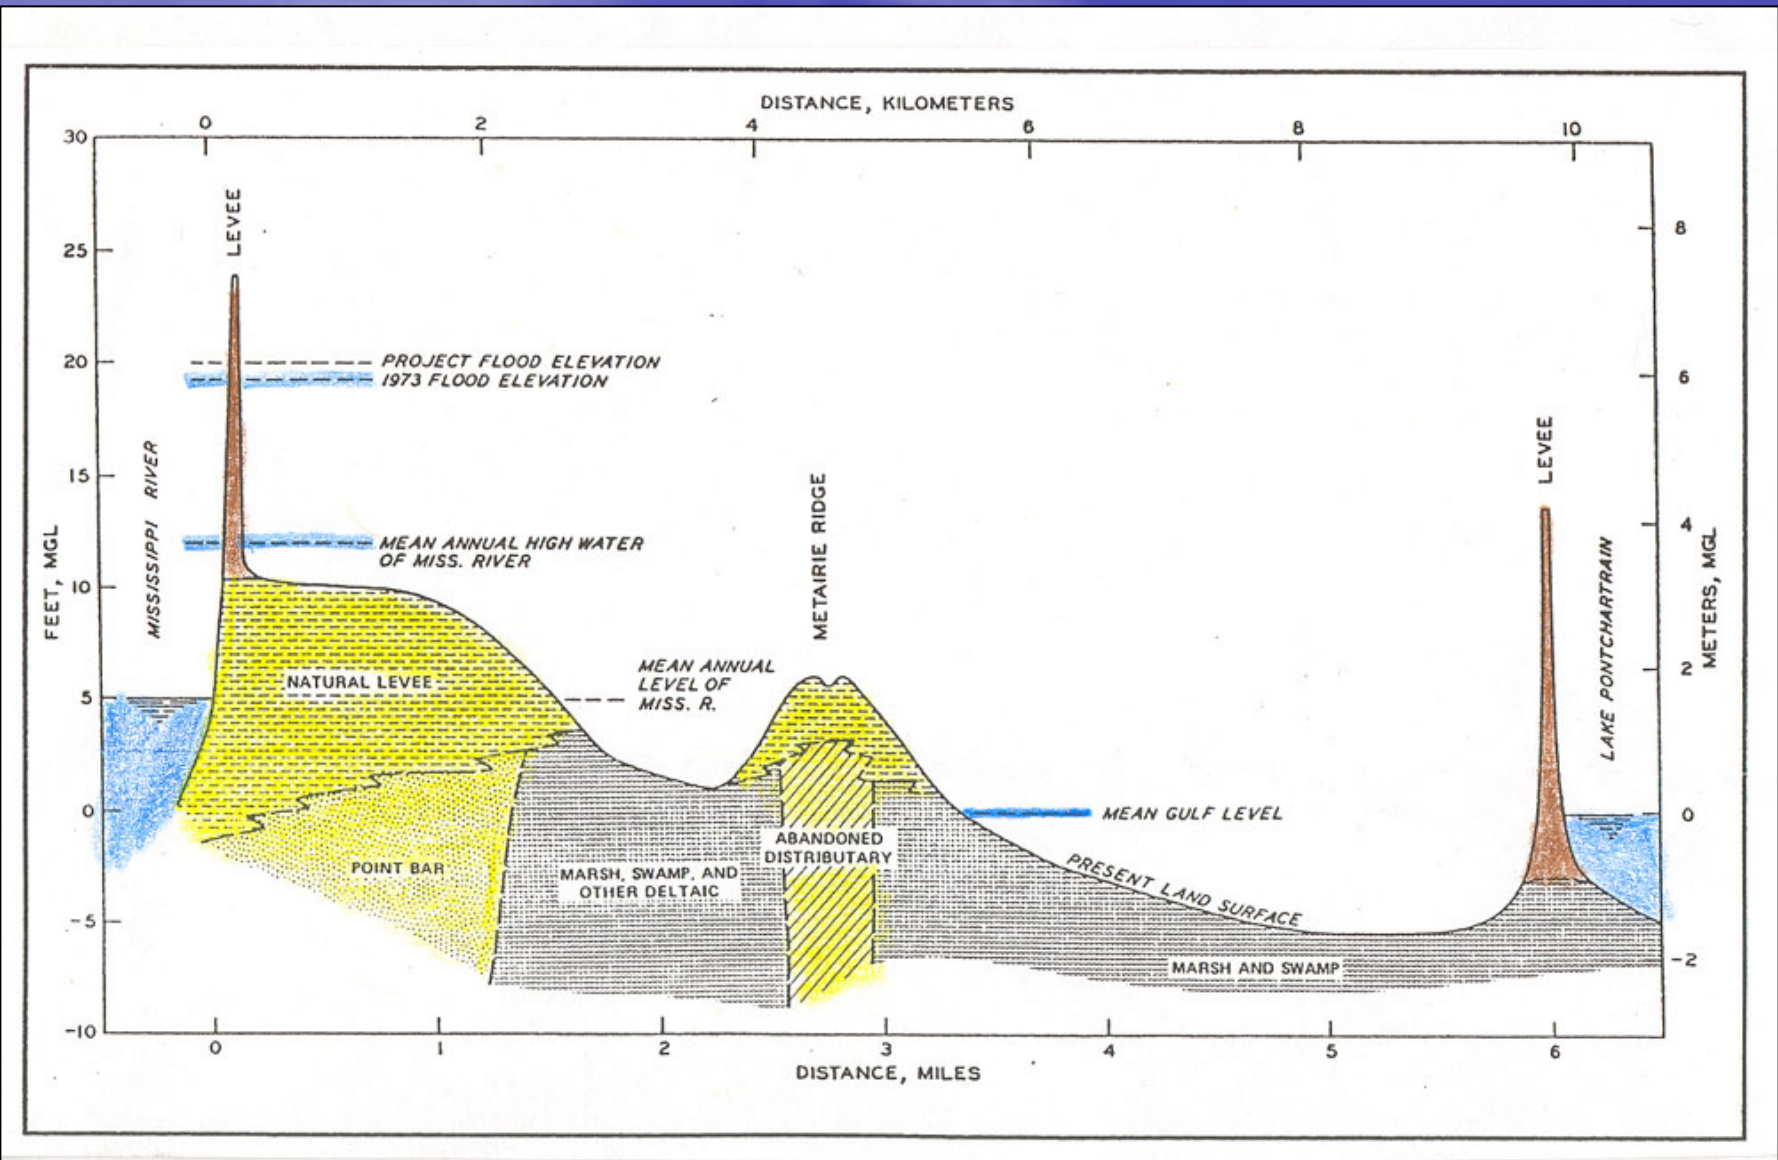 DISTANCE, KILOMETERS
0 2 4 6 8 10
30
25
20
15
10
5
0
-5
-10
FEET, MGL
LEVEE
PROJECT FLOOD ELEVATION
1973 FLOOD ELEVATION
MISSISSIPPI RIVER
MEAN ANNUAL HIGH WATER
OF MISS. RIVER
NATURAL LEVEE
MEAN ANNUAL
LEVEL OF
MISS. R.
METAIRIE RIDGE
POINT BAR
MARSH, SWAMP, AND
OTHER DELTAIC
ABANDONED
DISTRIBUTARY
MEAN GULF LEVEL
PRESENT LAND SURFACE
MARSH AND SWAMP
LEVEE
LAKE PONTCHARTRAIN
8
6
4
2
0
-2
METERS, MGL
0 1 2 3 4 5 6
DISTANCE, MILES